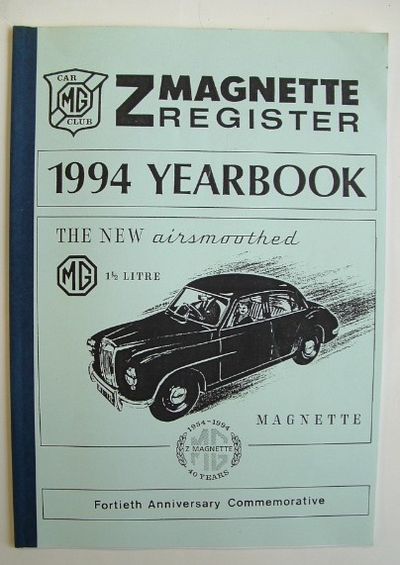 CAR
MG
CLUB
Z MAGNETTE
REGISTER
1994 YEARBOOK
THE NEW airsmoothed
MG 1½ LITRE
MAGNETTE
1954-1994
MG
Z MAGNETTE
40 YEARS
Fortieth Anniversary Commemorative